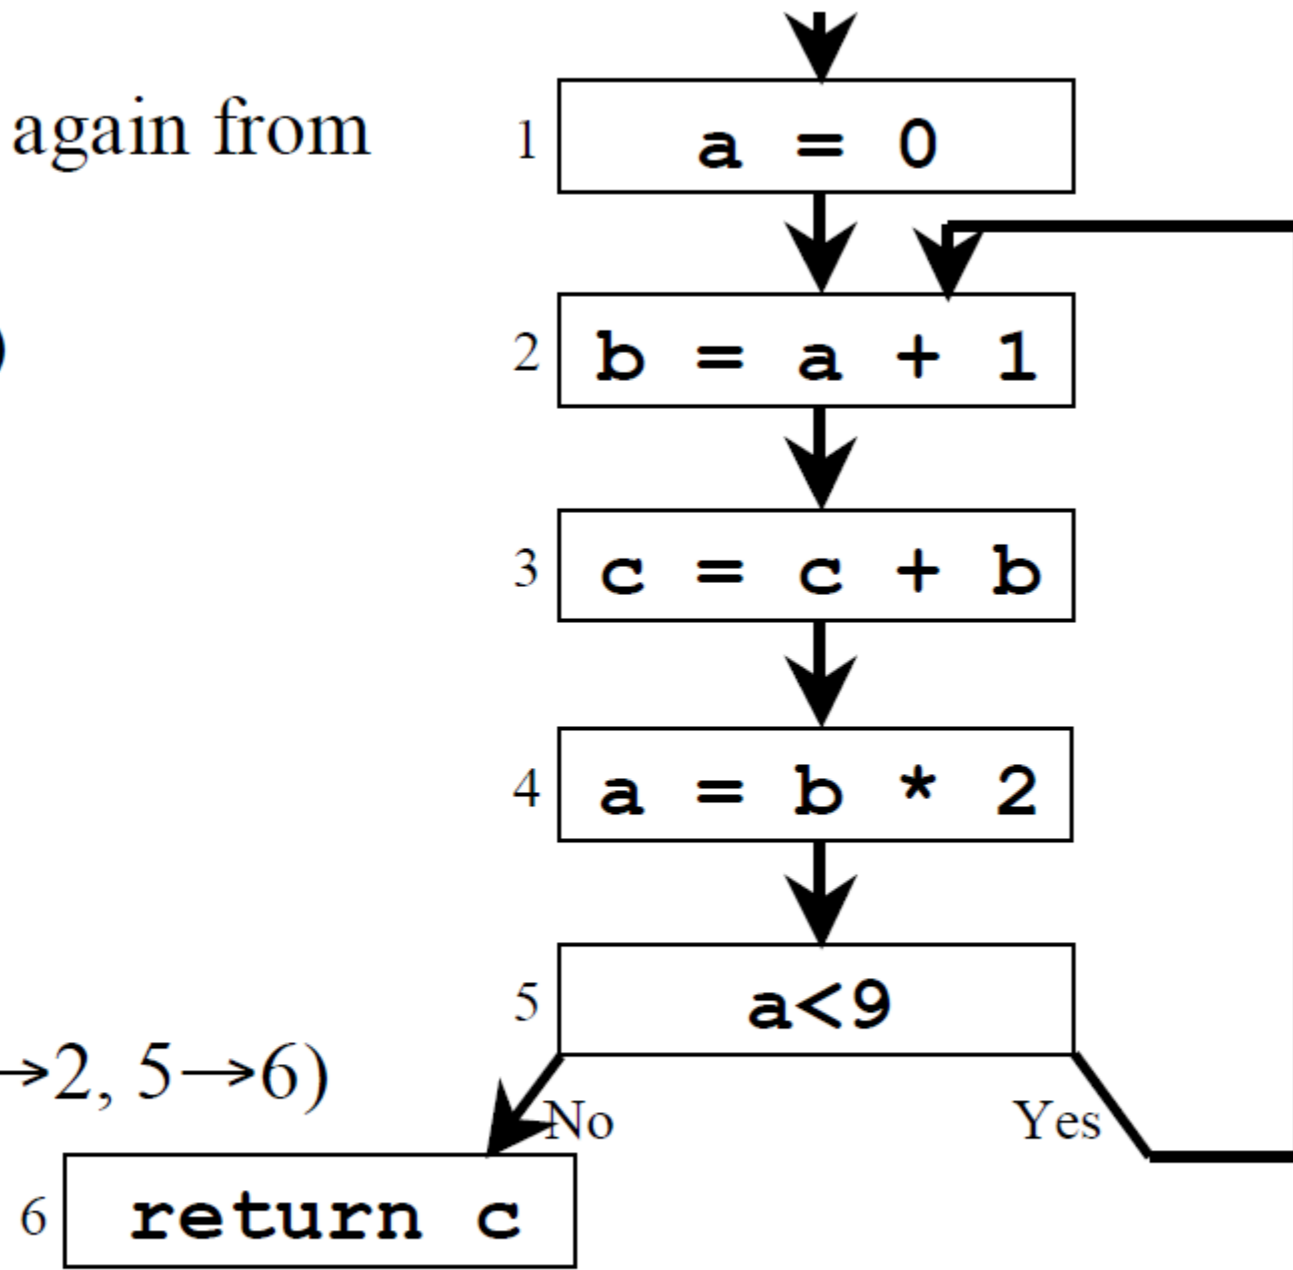 again from
1 a = 0
)
2 b = a + 1
3 c = c + b
4 a = b * 2
5 a<9
→2, 5→6)
No Yes
6 return c